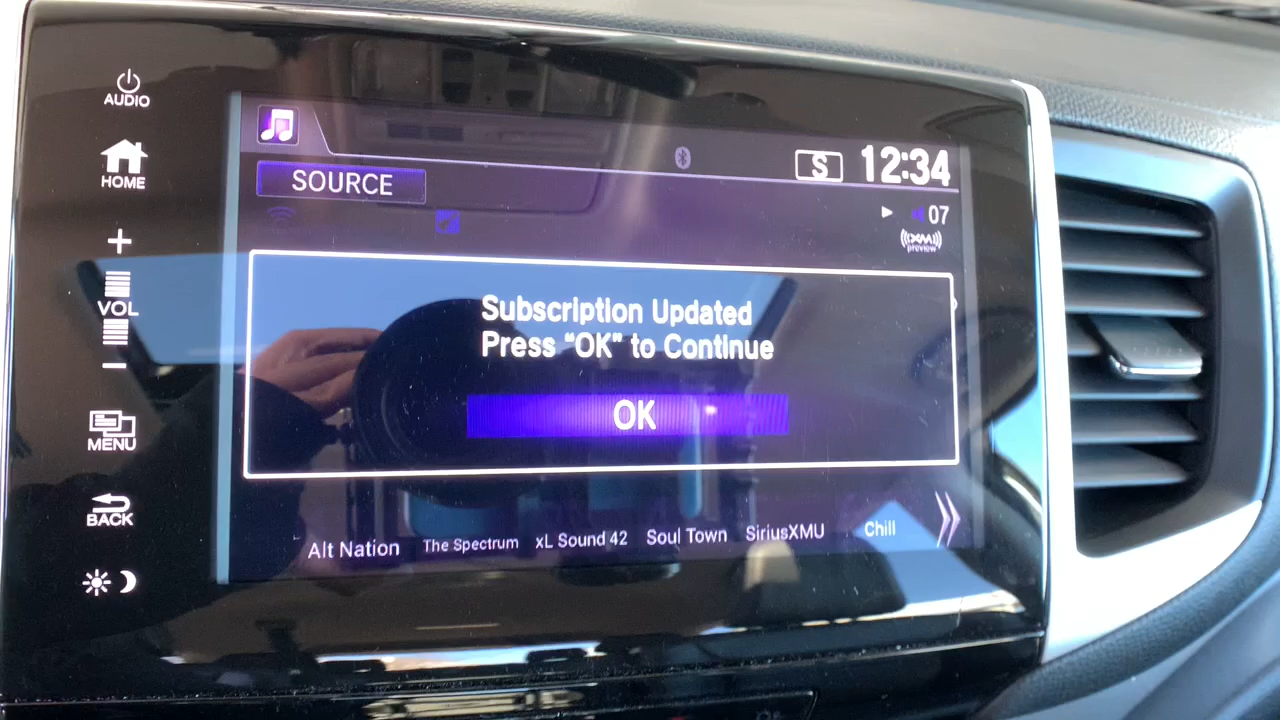 AUDIO
HOME
VOL
MENU
BACK
S 12:34
SOURCE
07
((XM))
preview
Subscription Updated
Press “OK” to Continue
OK
Alt Nation The Spectrum xL Sound 42 Soul Town SiriusXMU Chill